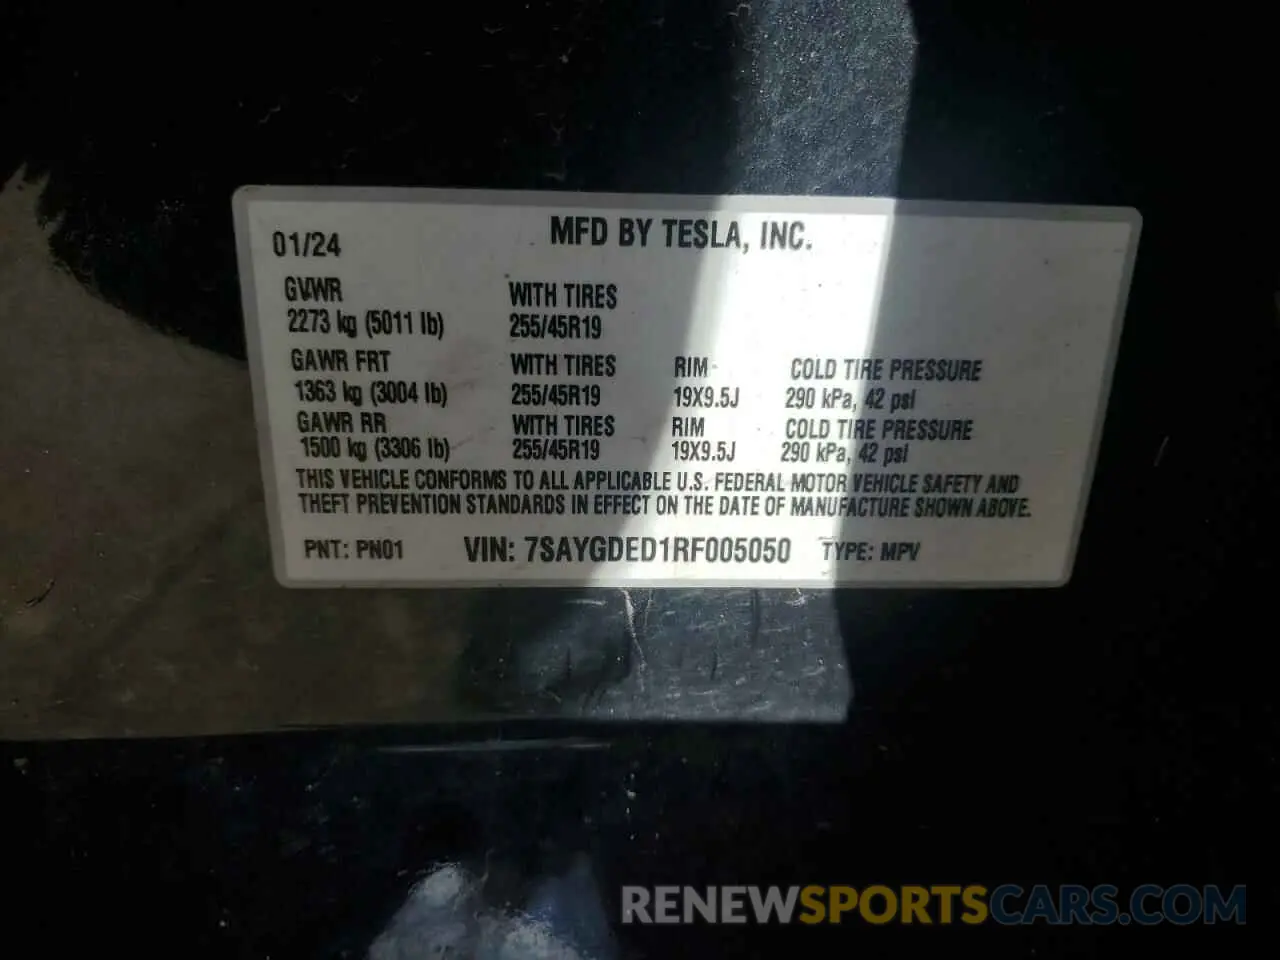 01/24 MFD BY TESLA, INC.
GVWR WITH TIRES
2273 kg (5011 lb) 255/45R19
GAWR FRT WITH TIRES RIM COLD TIRE PRESSURE
1363 kg (3004 lb) 255/45R19 19X9.5J 290 kPa, 42 psi
GAWR RR WITH TIRES RIM COLD TIRE PRESSURE
1500 kg (3306 lb) 255/45R19 19X9.5J 290 kPa, 42 psi
THIS VEHICLE CONFORMS TO ALL APPLICABLE U.S. FEDERAL MOTOR VEHICLE SAFETY AND
THEFT PREVENTION STANDARDS IN EFFECT ON THE DATE OF MANUFACTURE SHOWN ABOVE.
PNT: PN01 VIN: 7SAYGDED1RF005050 TYPE: MPV
RENEWSPORTSCARS.COM